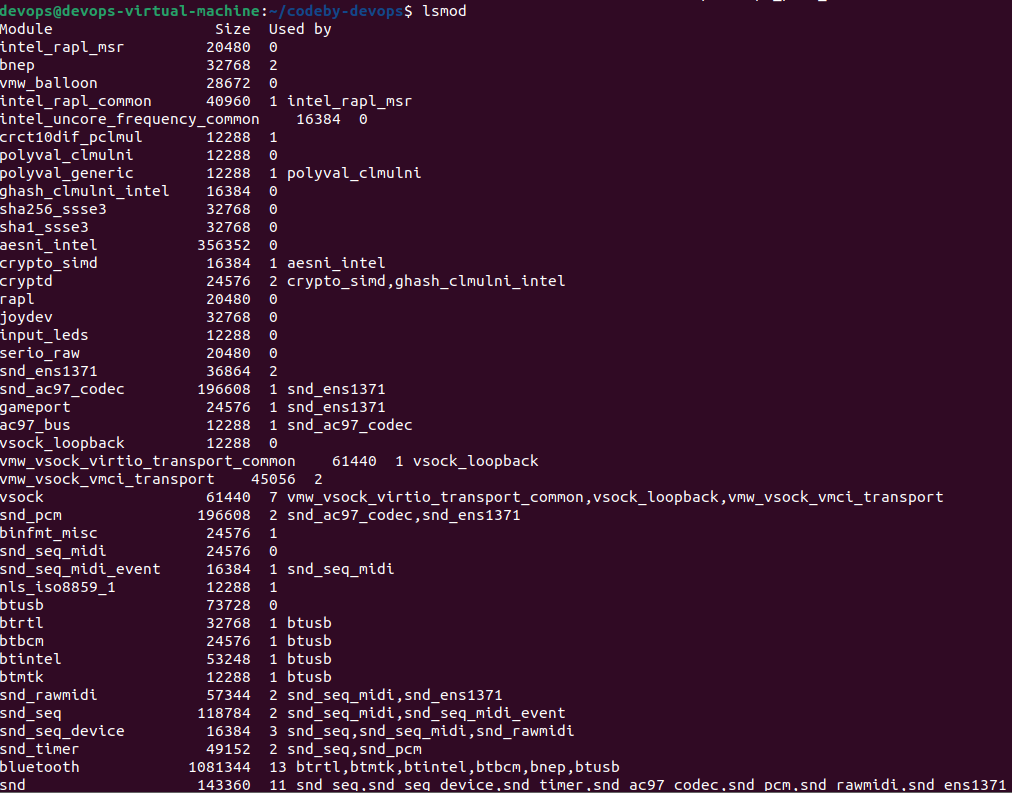 devops@devops-virtual-machine:~/codeby-devops$ lsmod
Module                  Size  Used by
intel_rapl_msr         20480  0
bnep                   32768  2
vmw_balloon            28672  0
intel_rapl_common      40960  1 intel_rapl_msr
intel_uncore_frequency_common    16384  0
crct10dif_pclmul       12288  1
polyval_clmulni        12288  0
polyval_generic        12288  1 polyval_clmulni
ghash_clmulni_intel    16384  0
sha256_ssse3           32768  0
sha1_ssse3             32768  0
aesni_intel           356352  0
crypto_simd            16384  1 aesni_intel
cryptd                 24576  2 crypto_simd,ghash_clmulni_intel
rapl                   20480  0
joydev                 32768  0
input_leds             12288  0
serio_raw              20480  0
snd_ens1371            36864  2
snd_ac97_codec        196608  1 snd_ens1371
gameport               24576  1 snd_ens1371
ac97_bus               12288  1 snd_ac97_codec
vsock_loopback         12288  0
vmw_vsock_virtio_transport_common    61440  1 vsock_loopback
vmw_vsock_vmci_transport    45056  2
vsock                  61440  7 vmw_vsock_virtio_transport_common,vsock_loopback,vmw_vsock_vmci_transport
snd_pcm               196608  2 snd_ac97_codec,snd_ens1371
binfmt_misc            24576  1
snd_seq_midi           24576  0
snd_seq_midi_event     16384  1 snd_seq_midi
nls_iso8859_1          12288  1
btusb                  73728  0
btrtl                  32768  1 btusb
btbcm                  24576  1 btusb
btintel                53248  1 btusb
btmtk                  12288  1 btusb
snd_rawmidi            57344  2 snd_seq_midi,snd_ens1371
snd_seq               118784  2 snd_seq_midi,snd_seq_midi_event
snd_seq_device         16384  3 snd_seq,snd_seq_midi,snd_rawmidi
snd_timer              49152  2 snd_seq,snd_pcm
bluetooth            1081344  13 btrtl,btmtk,btintel,btbcm,bnep,btusb
snd                   143360  11 snd_seq,snd_seq_device,snd_timer,snd_ac97_codec,snd_pcm,snd_rawmidi,snd_ens1371